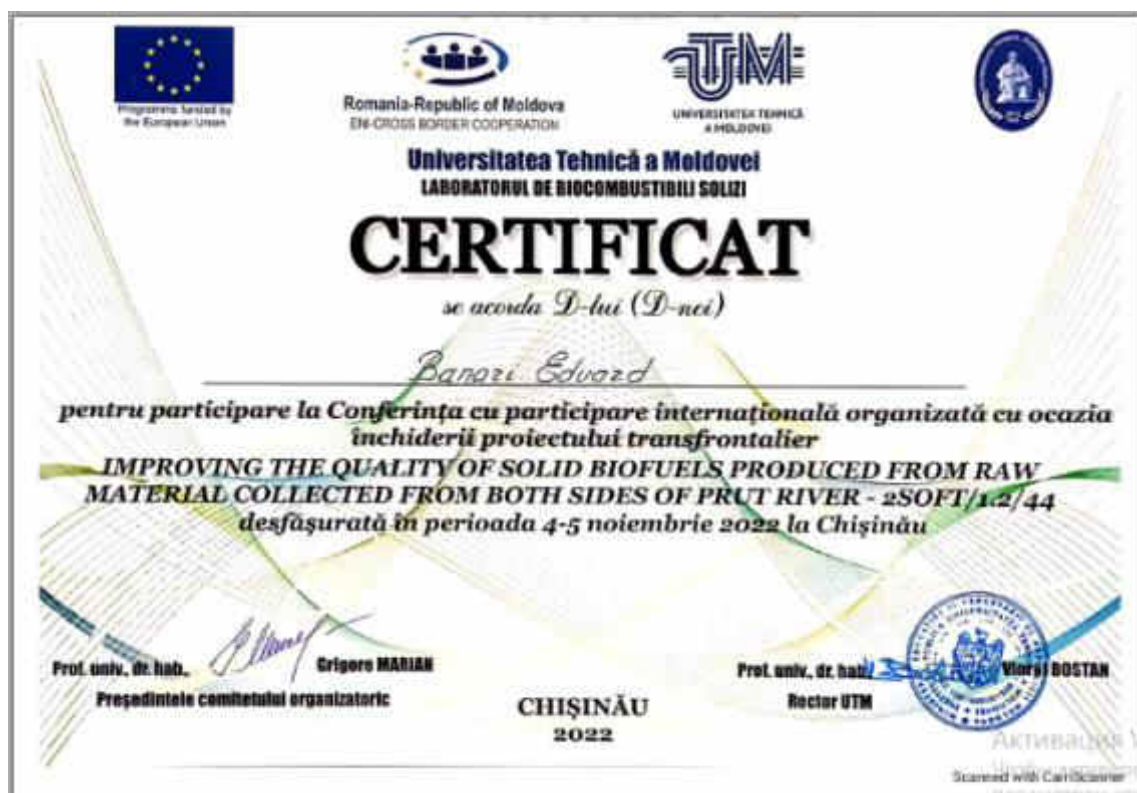 Programme funded by
the European Union
Romania-Republic of Moldova
ENI-CROSS BORDER COOPERATION
UTM
UNIVERSITATEA TEHNICĂ
A MOLDOVEI
Universitatea Tehnică a Moldovei
LABORATORUL DE BIOCOMBUSTIBILI SOLIZI
CERTIFICAT
se acorda D-lui (D-nei)
Banari Eduard
pentru participare la Conferința cu participare internațională organizată cu ocazia
închiderii proiectului transfrontalier
IMPROVING THE QUALITY OF SOLID BIOFUELS PRODUCED FROM RAW
MATERIAL COLLECTED FROM BOTH SIDES OF PRUT RIVER - 2SOFT/1.2/44
desfășurată în perioada 4-5 noiembrie 2022 la Chișinău
Prof. univ., dr. hab., Grigore MARIAN
Președintele comitetului organizatoric
Prof. univ., dr. hab., Viorel BOSTAN
Rector UTM
CHIȘINĂU
2022
Активация
Scanned with CamScanner